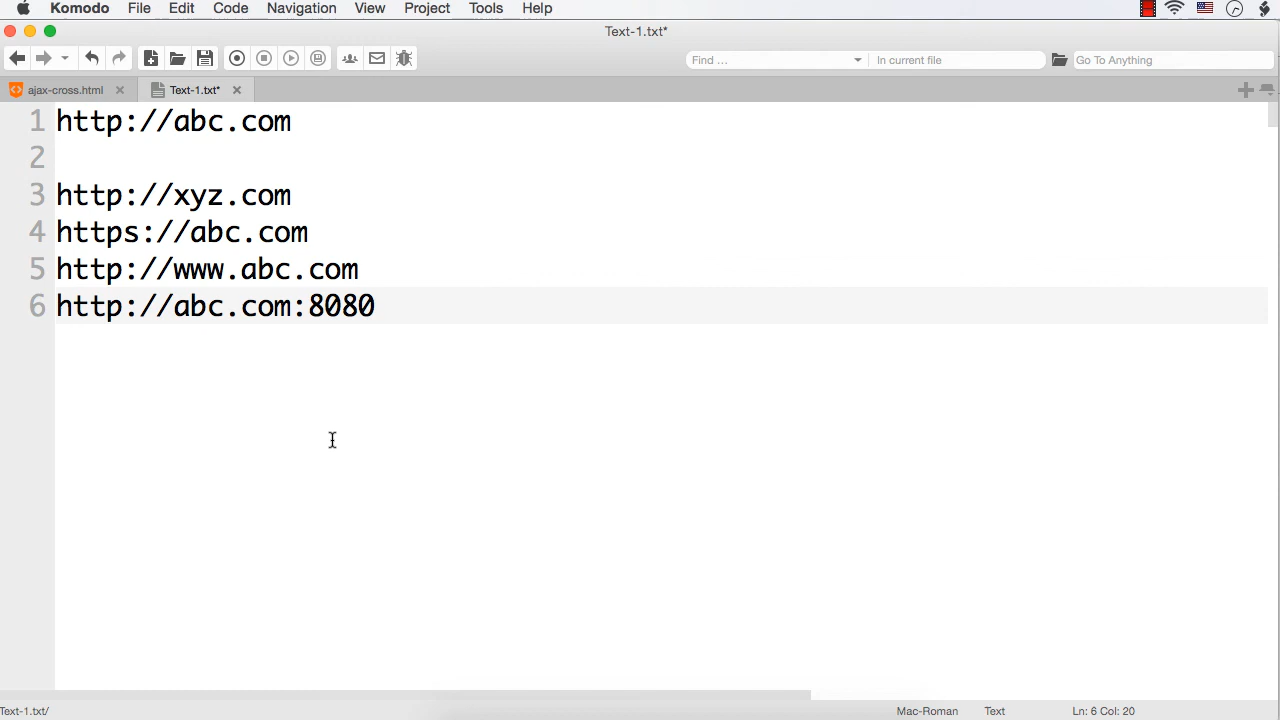 Komodo File Edit Code Navigation View Project Tools Help
Text-1.txt*
Find ... In current file Go To Anything
ajax-cross.html Text-1.txt*
1 http://abc.com
2
3 http://xyz.com
4 https://abc.com
5 http://www.abc.com
6 http://abc.com:8080
Text-1.txt/ Mac-Roman Text Ln: 6 Col: 20